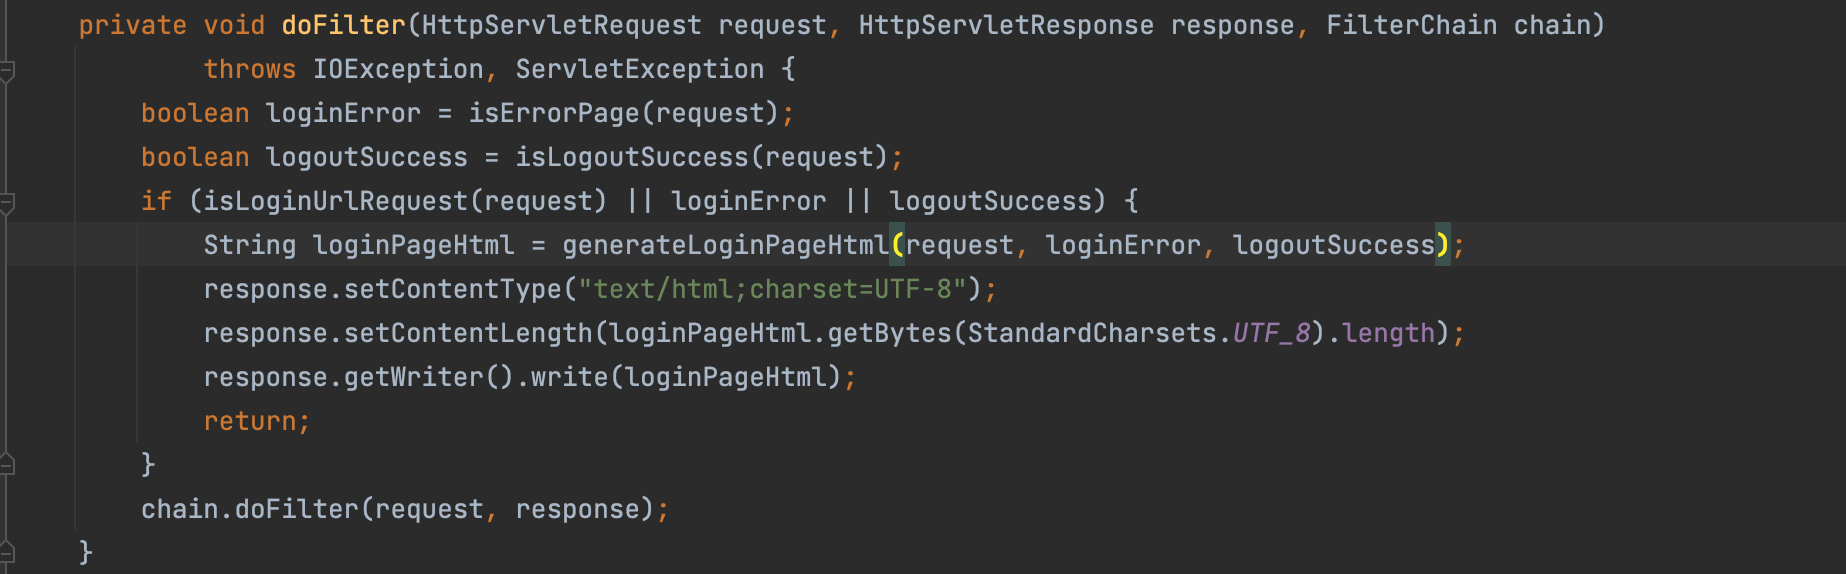 private void doFilter(HttpServletRequest request, HttpServletResponse response, FilterChain chain)
throws IOException, ServletException {
boolean loginError = isErrorPage(request);
boolean logoutSuccess = isLogoutSuccess(request);
if (isLoginUrlRequest(request) || loginError || logoutSuccess) {
String loginPageHtml = generateLoginPageHtml(request, loginError, logoutSuccess);
response.setContentType("text/html;charset=UTF-8");
response.setContentLength(loginPageHtml.getBytes(StandardCharsets.UTF_8).length);
response.getWriter().write(loginPageHtml);
return;
}
chain.doFilter(request, response);
}